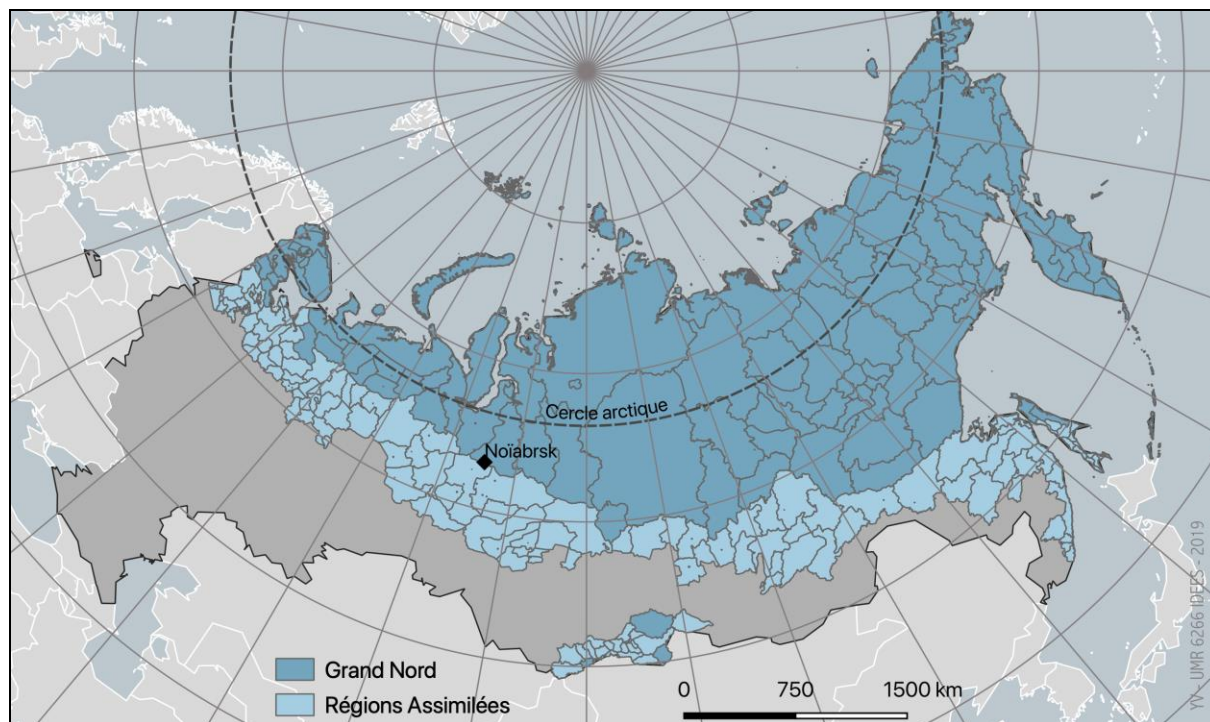 Cercle arctique
Noïabrsk
Grand Nord
Régions Assimilées
0 750 1500 km
YV - UMR 6266 IDEES - 2019